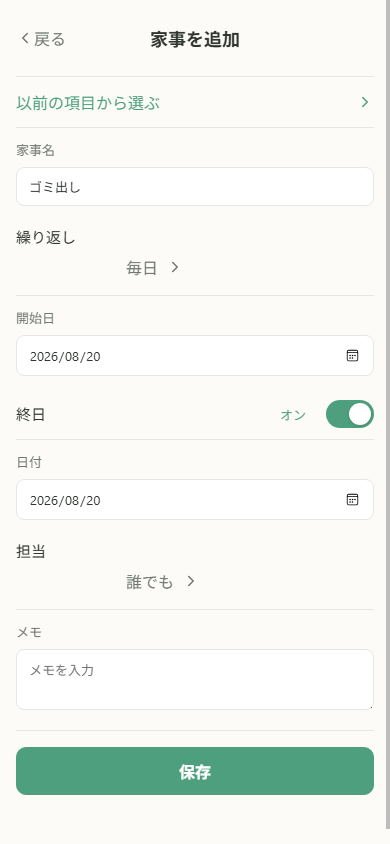 戻る
家事を追加
以前の項目から選ぶ
家事名
ゴミ出し
繰り返し
毎日
開始日
2026/08/20
終日
オン
日付
2026/08/20
担当
誰でも
メモ
メモを入力
保存